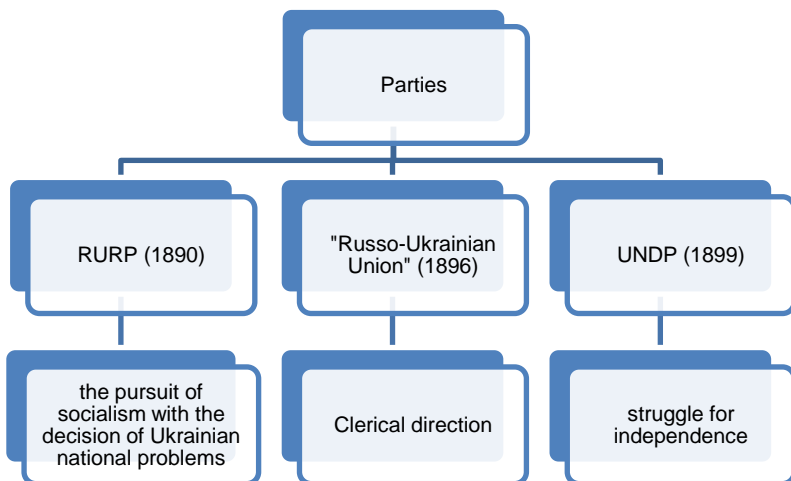 Parties
RURP (1890)
"Russo-Ukrainian
Union" (1896)
UNDP (1899)
the pursuit of
socialism with the
decision of Ukrainian
national problems
Clerical direction
struggle for
independence